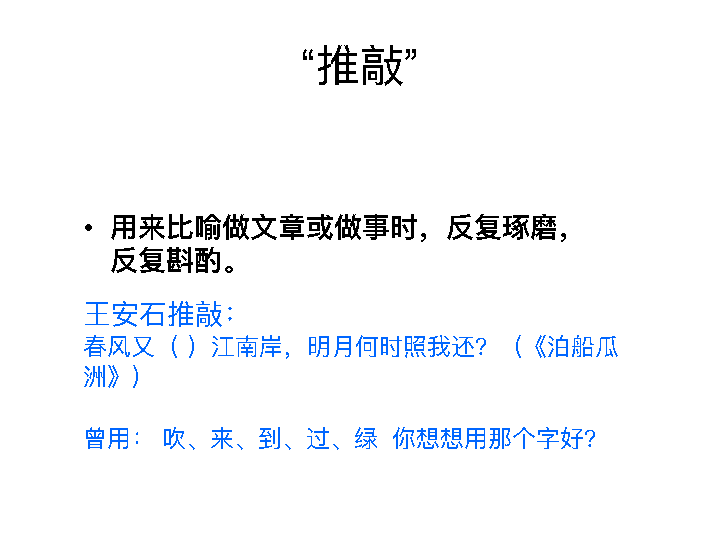 “推敲”
• 用来比喻做文章或做事时，反复琢磨，
反复斟酌。
王安石推敲：
春风又（ ）江南岸，明月何时照我还？（《泊船瓜
洲》）
曾用： 吹、来、到、过、绿 你想想用那个字好？